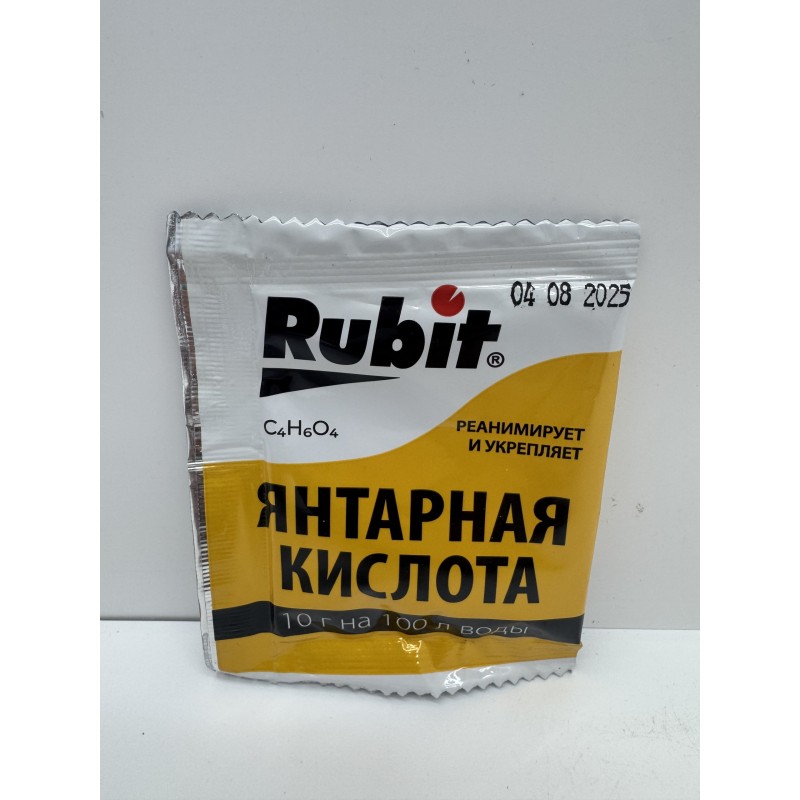 04 08 2025
Rubit®
C₄H₆O₄
РЕАНИМИРУЕТ
И УКРЕПЛЯЕТ
ЯНТАРНАЯ
КИСЛОТА
10 г на 100 л воды